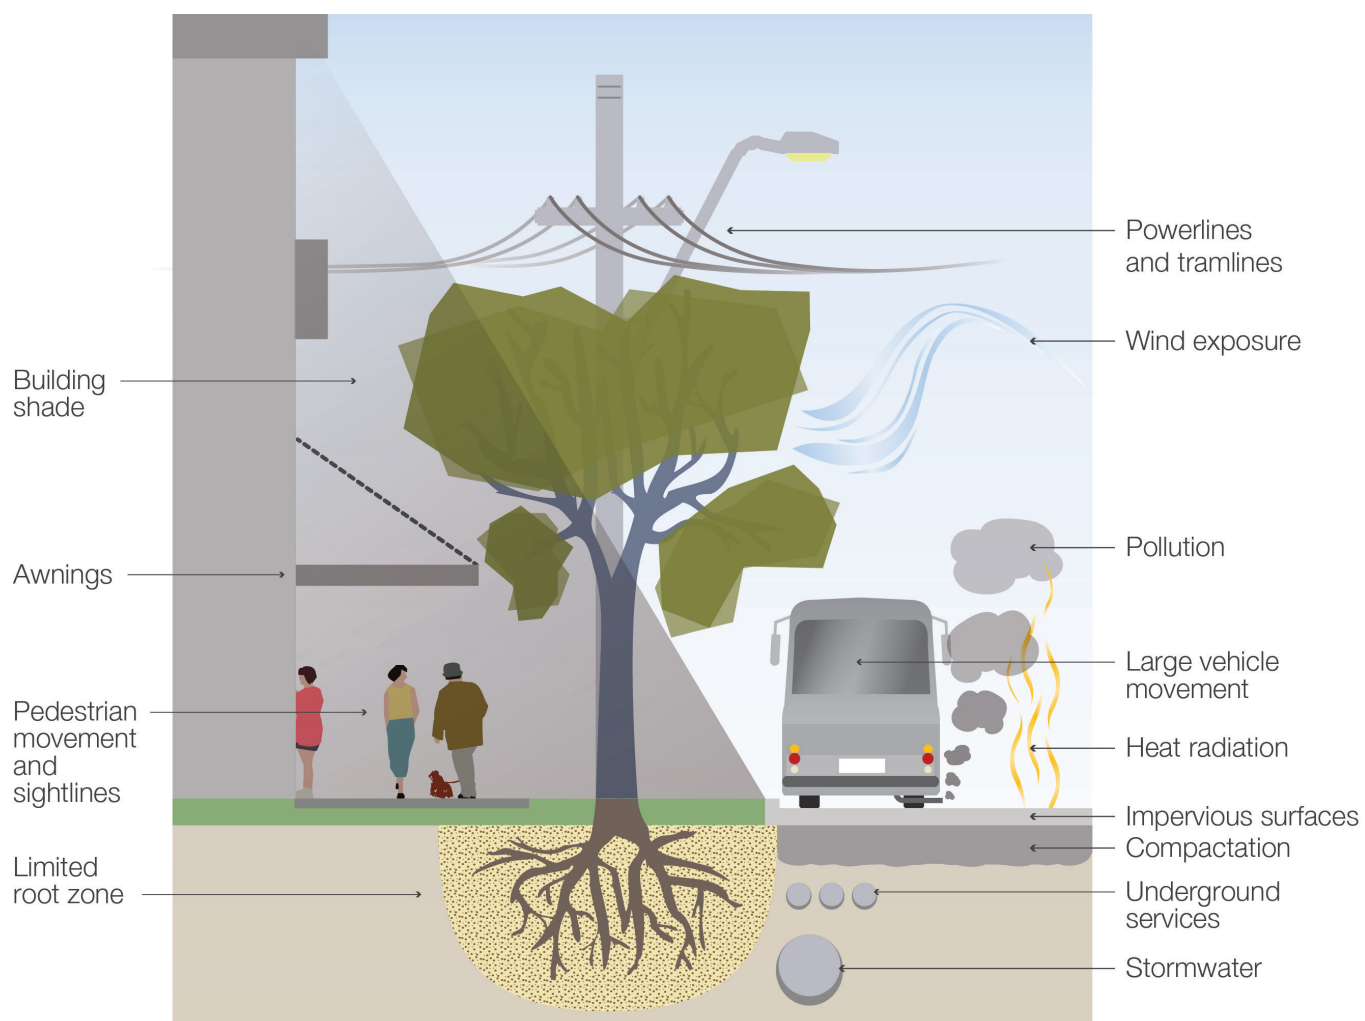 Building
shade
Awnings
Pedestrian
movement
and
sightlines
Limited
root zone
Powerlines
and tramlines
Wind exposure
Pollution
Large vehicle
movement
Heat radiation
Impervious surfaces
Compactation
Underground
services
Stormwater